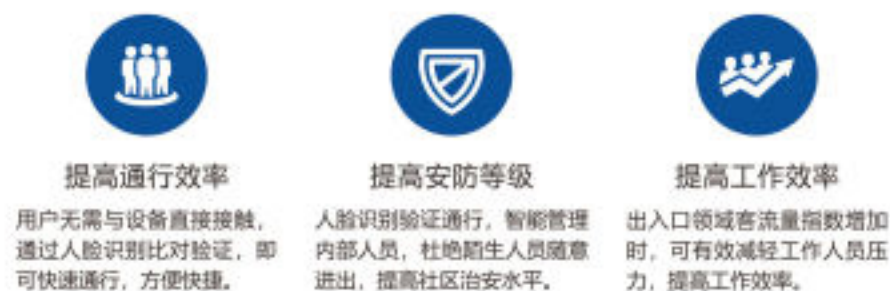 提高通行效率
用户无需与设备直接接触，
通过人脸识别比对验证，即
可快速通行，方便快捷。
提高安防等级
人脸识别验证通行，智能管理
内部人员，杜绝陌生人员随意
进出，提高社区治安水平。
提高工作效率
出入口领域客流量指数增加
时，可有效减轻工作人员压
力，提高工作效率。